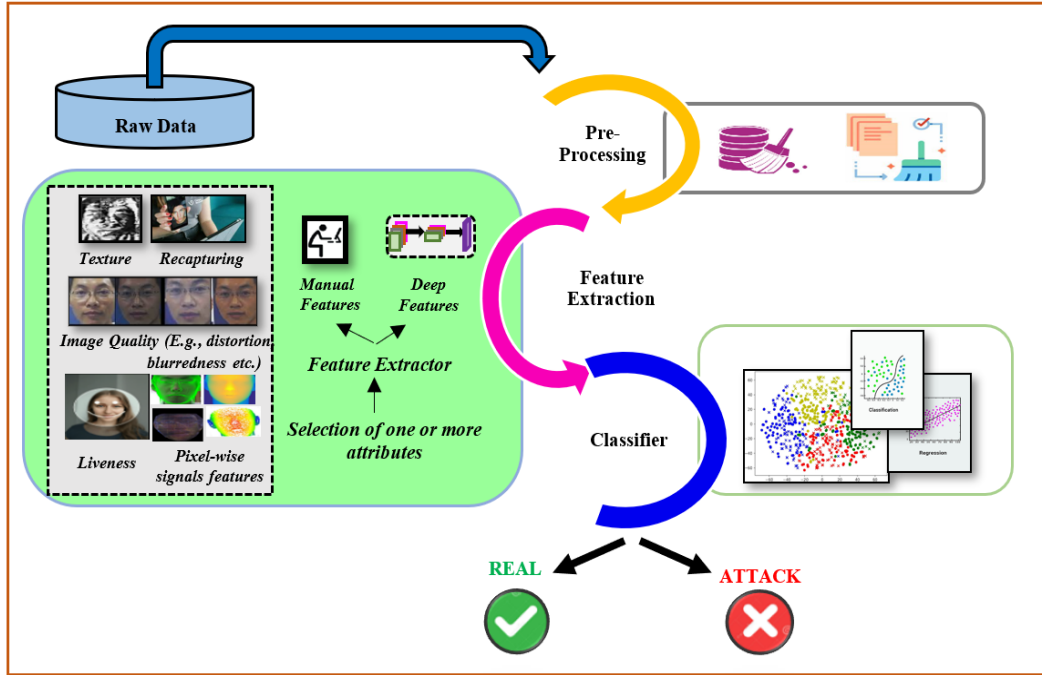 Raw Data
Pre-
Processing
Texture
Recapturing
Image Quality (E.g., distortion
blurredness etc.)
Liveness
Pixel-wise
signals features
Manual
Features
Deep
Features
Feature Extractor
Selection of one or more
attributes
Feature
Extraction
Classifier
Classification
Regression
REAL
ATTACK